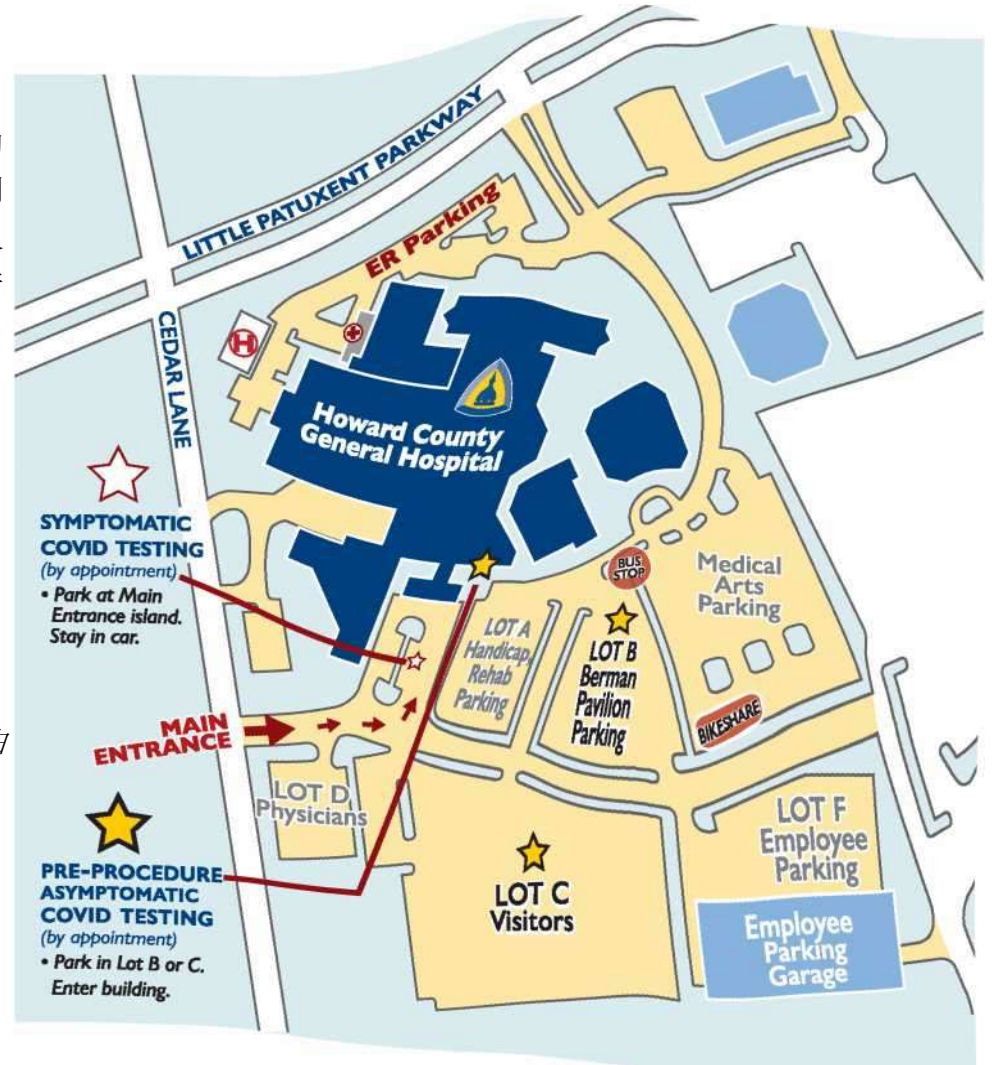 LITTLE PATUXENT PARKWAY
ER Parking
CEDAR LANE
H
Howard County
General Hospital
SYMPTOMATIC
COVID TESTING
(by appointment)
• Park at Main
Entrance island.
Stay in car.
BUS
STOP
Medical
Arts
Parking
LOT A
Handicap,
Rehab
Parking
LOT B
Berman
Pavilion
Parking
BIKESHARE
MAIN
ENTRANCE
LOT D
Physicians
PRE-PROCEDURE
ASYMPTOMATIC
COVID TESTING
(by appointment)
• Park in Lot B or C.
Enter building.
LOT C
Visitors
LOT F
Employee
Parking
Employee
Parking
Garage